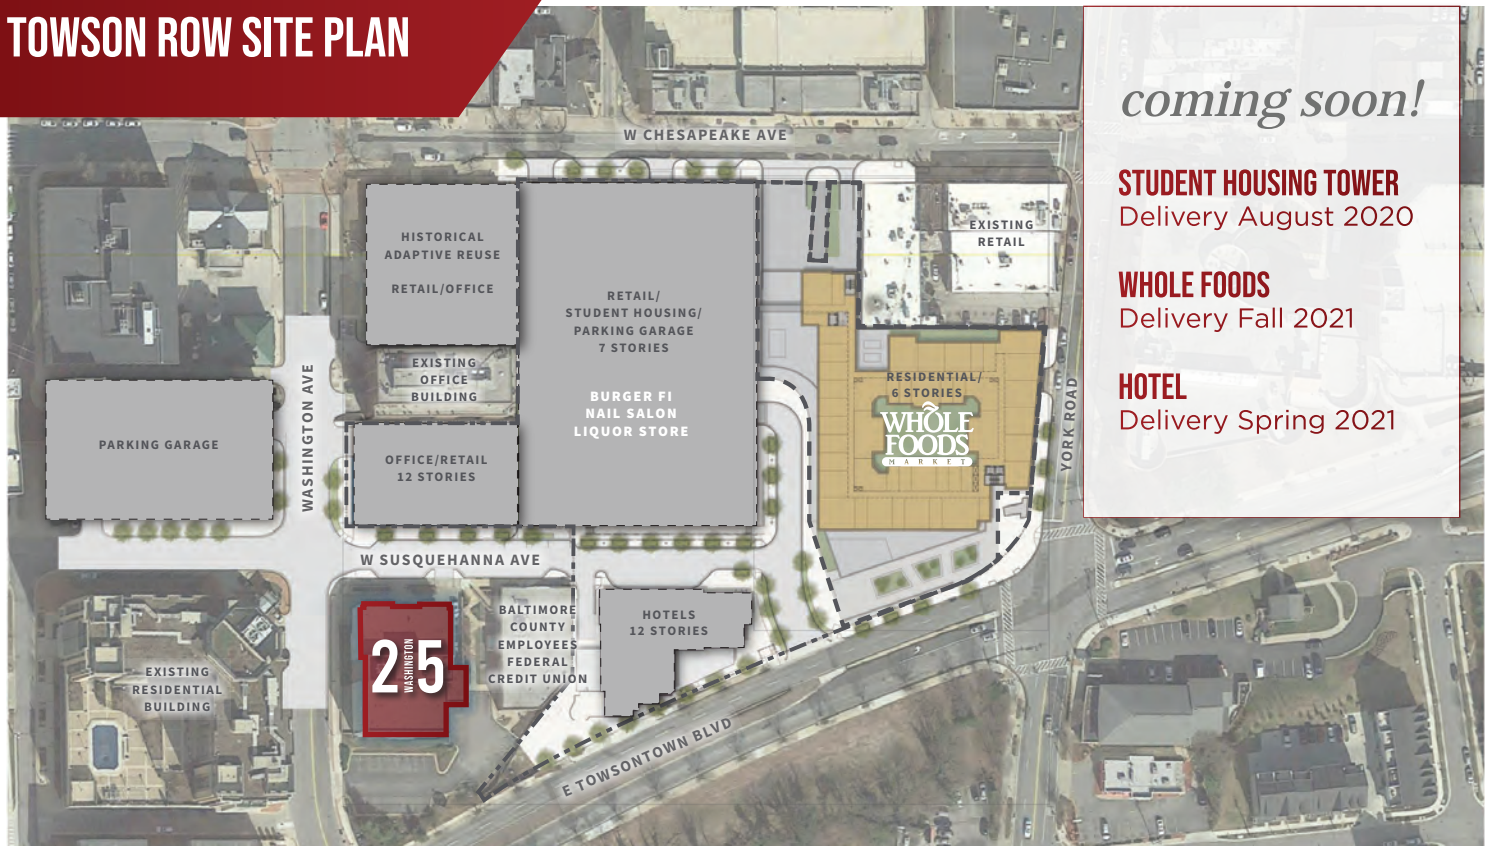 TOWSON ROW SITE PLAN
coming soon!
STUDENT HOUSING TOWER
Delivery August 2020
WHOLE FOODS
Delivery Fall 2021
HOTEL
Delivery Spring 2021
W CHESAPEAKE AVE
HISTORICAL
ADAPTIVE REUSE
RETAIL/OFFICE
RETAIL/
STUDENT HOUSING/
PARKING GARAGE
7 STORIES
BURGER FI
NAIL SALON
LIQUOR STORE
EXISTING
RETAIL
EXISTING
OFFICE
BUILDING
RESIDENTIAL/
6 STORIES
WHOLE
FOODS
MARKET
YORK ROAD
WASHINGTON AVE
PARKING GARAGE
OFFICE/RETAIL
12 STORIES
W SUSQUEHANNA AVE
25
WASHINGTON
BALTIMORE
COUNTY
EMPLOYEES
FEDERAL
CREDIT UNION
HOTELS
12 STORIES
EXISTING
RESIDENTIAL
BUILDING
E TOWSONTOWN BLVD